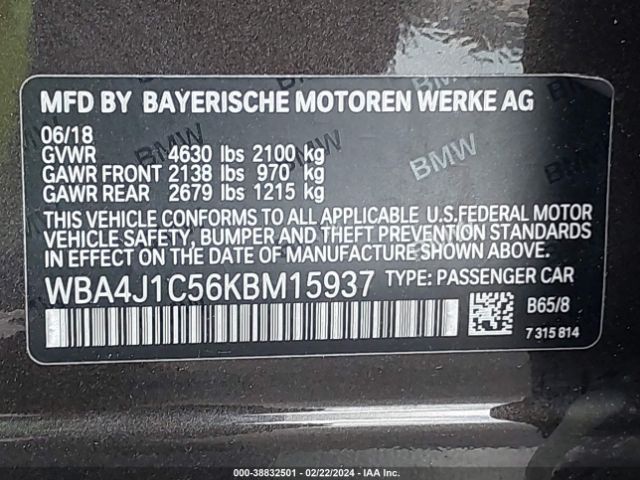 MFD BY BAYERISCHE MOTOREN WERKE AG
06/18
GVWR 4630 lbs 2100 kg
GAWR FRONT 2138 lbs 970 kg
GAWR REAR 2679 lbs 1215 kg
THIS VEHICLE CONFORMS TO ALL APPLICABLE U.S.FEDERAL MOTOR
VEHICLE SAFETY, BUMPER AND THEFT PREVENTION STANDARDS
IN EFFECT ON THE DATE OF MANUFACTURE SHOWN ABOVE.
WBA4J1C56KBM15937 TYPE: PASSENGER CAR
B65/8
7 315 814
BMW
BMW
BMW
BMW
000-38832501 - 02/22/2024 - IAA Inc.